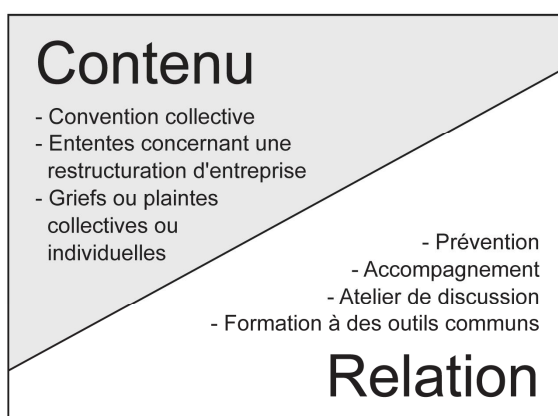 Contenu
- Convention collective
- Ententes concernant une
restructuration d'entreprise
- Griefs ou plaintes
collectives ou
individuelles
- Prévention
- Accompagnement
- Atelier de discussion
- Formation à des outils communs
Relation